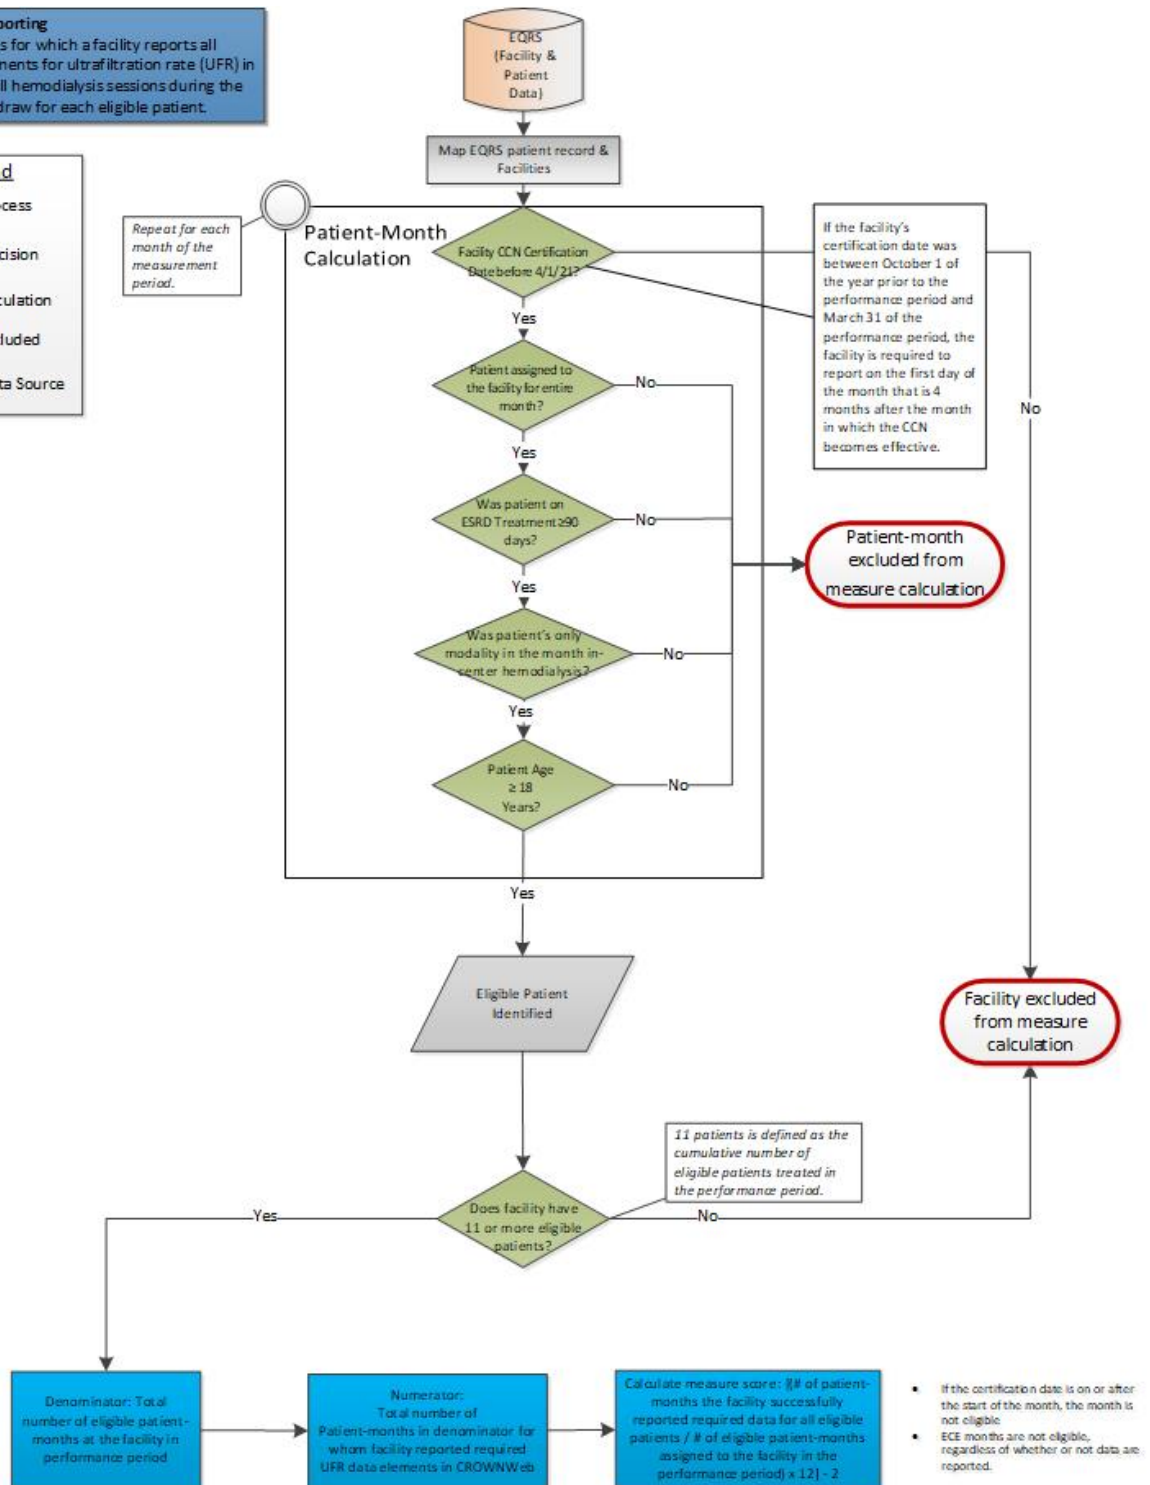 porting
s for which a facility reports all
nents for ultrafiltration rate (UFR) in
ll hemodialysis sessions during the
draw for each eligible patient.
EQRS
(Facility &
Patient
Data)
Map EQRS patient record &
Facilities
d
cess
cision
culation
luded
ta Source
Repeat for each
month of the
measurement
period.
Patient-Month
Calculation
Facility CCN Certification
Date before 4/1/21?
If the facility's
certification date was
between October 1 of
the year prior to the
performance period and
March 31 of the
performance period, the
facility is required to
report on the first day of
the month that is 4
months after the month
in which the CCN
becomes effective.
No
Yes
Patient assigned to
the facility for entire
month?
No
Yes
Was patient on
ESRD Treatment ≥90
days?
No
Patient-month
excluded from
measure calculation
Yes
Was patient's only
modality in the month in-
center hemodialysis?
No
Yes
Patient Age
≥ 18
Years?
No
Yes
Eligible Patient
Identified
Facility excluded
from measure
calculation
11 patients is defined as the
cumulative number of
eligible patients treated in
the performance period.
Does facility have
11 or more eligible
patients?
Yes
No
Denominator: Total
number of eligible patient-
months at the facility in
performance period
Numerator:
Total number of
Patient-months in denominator for
whom facility reported required
UFR data elements in CROWNWeb
Calculate measure score: [(# of patient-
months the facility successfully
reported required data for all eligible
patients / # of eligible patient-months
assigned to the facility in the
performance period) x 12] - 2
• If the certification date is on or after
the start of the month, the month is
not eligible
• ECE months are not eligible,
regardless of whether or not data are
reported.